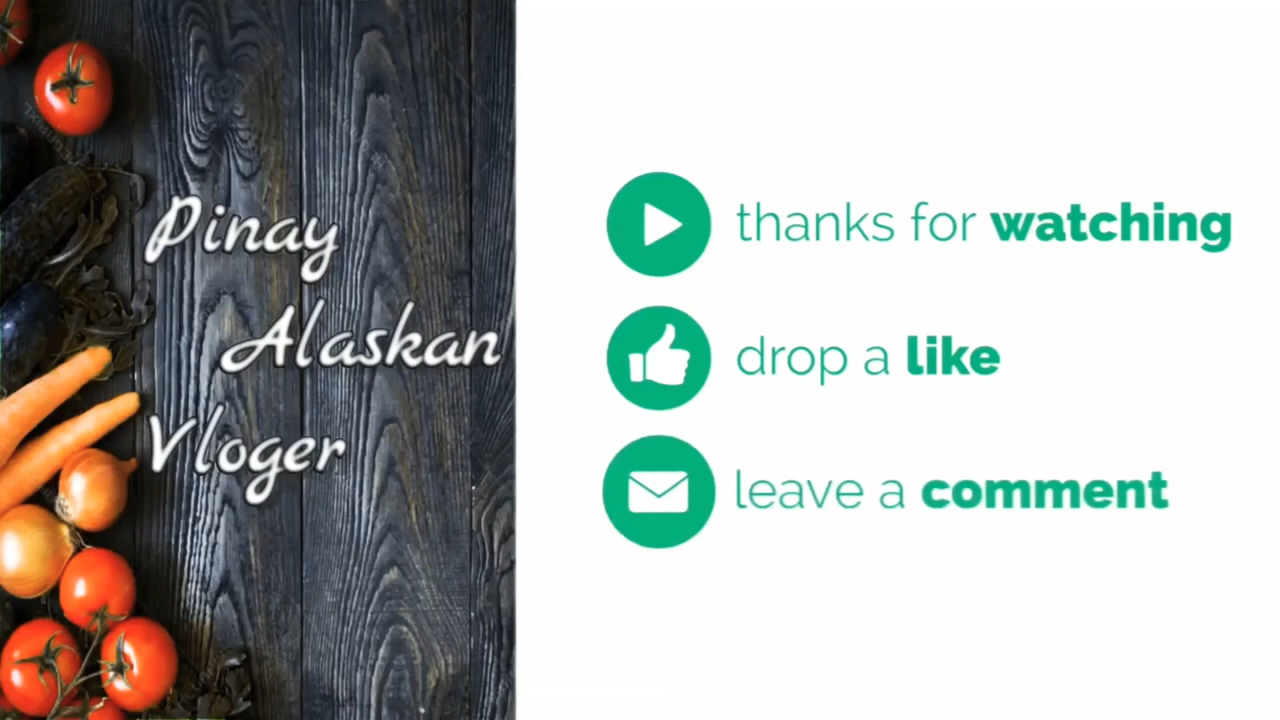 Pinay
Alaskan
Vloger
thanks for watching
drop a like
leave a comment